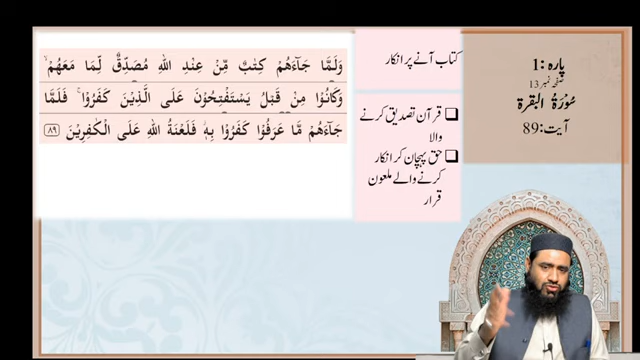 پارہ :1
صفحہ نمبر 13
سُوْرَةُ الْبَقَرَة
آیت:89
کتاب آنے پر انکار
قرآن تصدیق کرنے
والا
حق پہچان کر انکار
کرنے والے ملعون
قرار
وَلَمَّا جَآءَهُمْ كِتٰبٌ مِّنْ عِنْدِ اللّٰهِ مُصَدِّقٌ لِّمَا مَعَهُمْ ۙ
وَكَانُوْا مِنْ قَبْلُ يَسْتَفْتِحُوْنَ عَلَى الَّذِيْنَ كَفَرُوْا ۚ فَلَمَّا
جَآءَهُمْ مَّا عَرَفُوْا كَفَرُوْا بِهٖ ۫ فَلَعْنَةُ اللّٰهِ عَلَى الْكٰفِرِيْنَ ۸۹